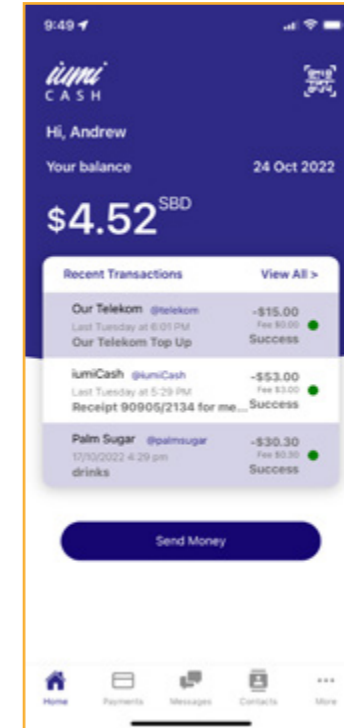 9:49
iumi
CASH
Hi, Andrew
Your balance 24 Oct 2022
$4.52 SBD
Recent Transactions View All >
Our Telekom @telekom -$15.00
Last Tuesday at 6:01 PM Fee $0.00
Our Telekom Top Up Success
iumiCash @iumiCash -$53.00
Last Tuesday at 5:29 PM Fee $3.00
Receipt 90905/2134 for me... Success
Palm Sugar @palmsugar -$30.30
17/10/2022 4:29 pm Fee $0.30
drinks Success
Send Money
Home Payments Messages Contacts More